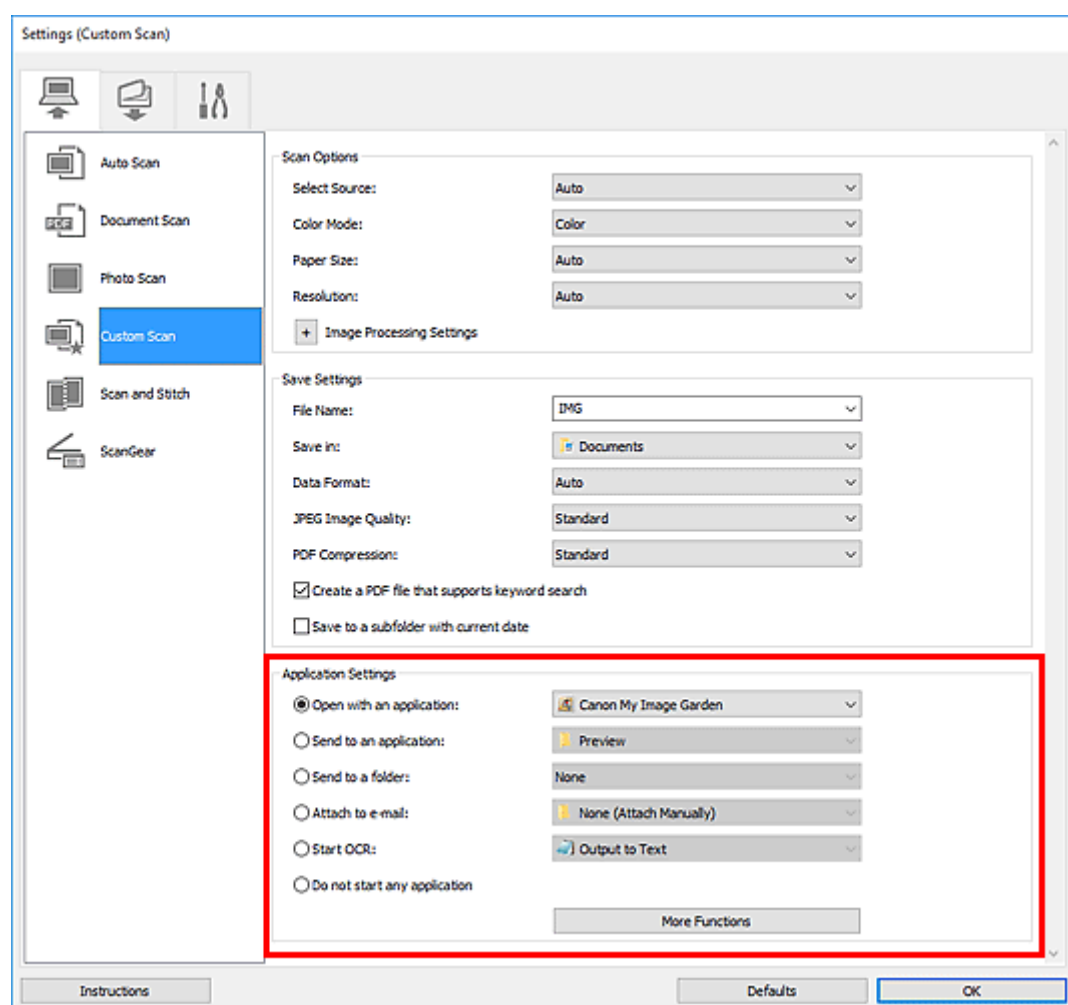 Settings (Custom Scan)
Auto Scan
Document Scan
Photo Scan
Custom Scan
Scan and Stitch
ScanGear
Scan Options
Select Source: Auto
Color Mode: Color
Paper Size: Auto
Resolution: Auto
+ Image Processing Settings
Save Settings
File Name: IMG
Save in: Documents
Data Format: Auto
JPEG Image Quality: Standard
PDF Compression: Standard
Create a PDF file that supports keyword search
Save to a subfolder with current date
Application Settings
Open with an application: Canon My Image Garden
Send to an application: Preview
Send to a folder: None
Attach to e-mail: None (Attach Manually)
Start OCR: Output to Text
Do not start any application
More Functions
Instructions Defaults OK